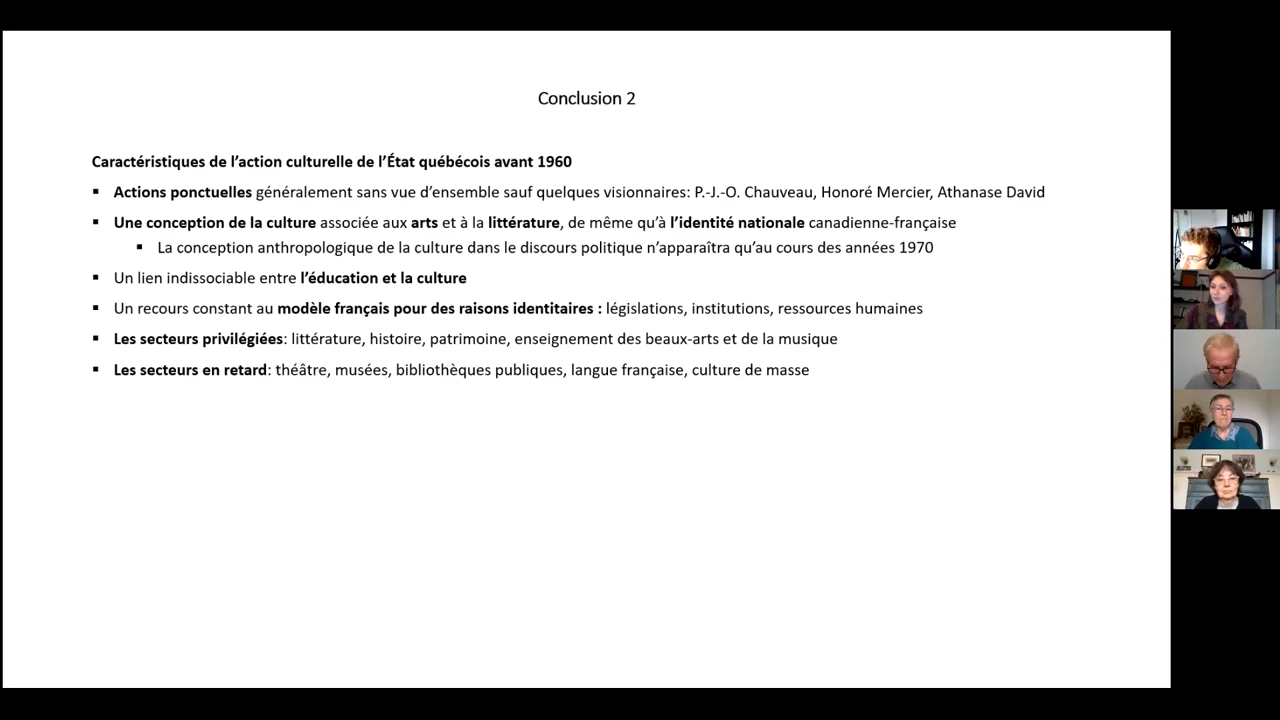 Conclusion 2
Caractéristiques de l’action culturelle de l’État québécois avant 1960
▪ Actions ponctuelles généralement sans vue d’ensemble sauf quelques visionnaires: P.-J.-O. Chauveau, Honoré Mercier, Athanase David
▪ Une conception de la culture associée aux arts et à la littérature, de même qu’à l’identité nationale canadienne-française
▪ La conception anthropologique de la culture dans le discours politique n’apparaîtra qu’au cours des années 1970
▪ Un lien indissociable entre l’éducation et la culture
▪ Un recours constant au modèle français pour des raisons identitaires : législations, institutions, ressources humaines
▪ Les secteurs privilégiées: littérature, histoire, patrimoine, enseignement des beaux-arts et de la musique
▪ Les secteurs en retard: théâtre, musées, bibliothèques publiques, langue française, culture de masse